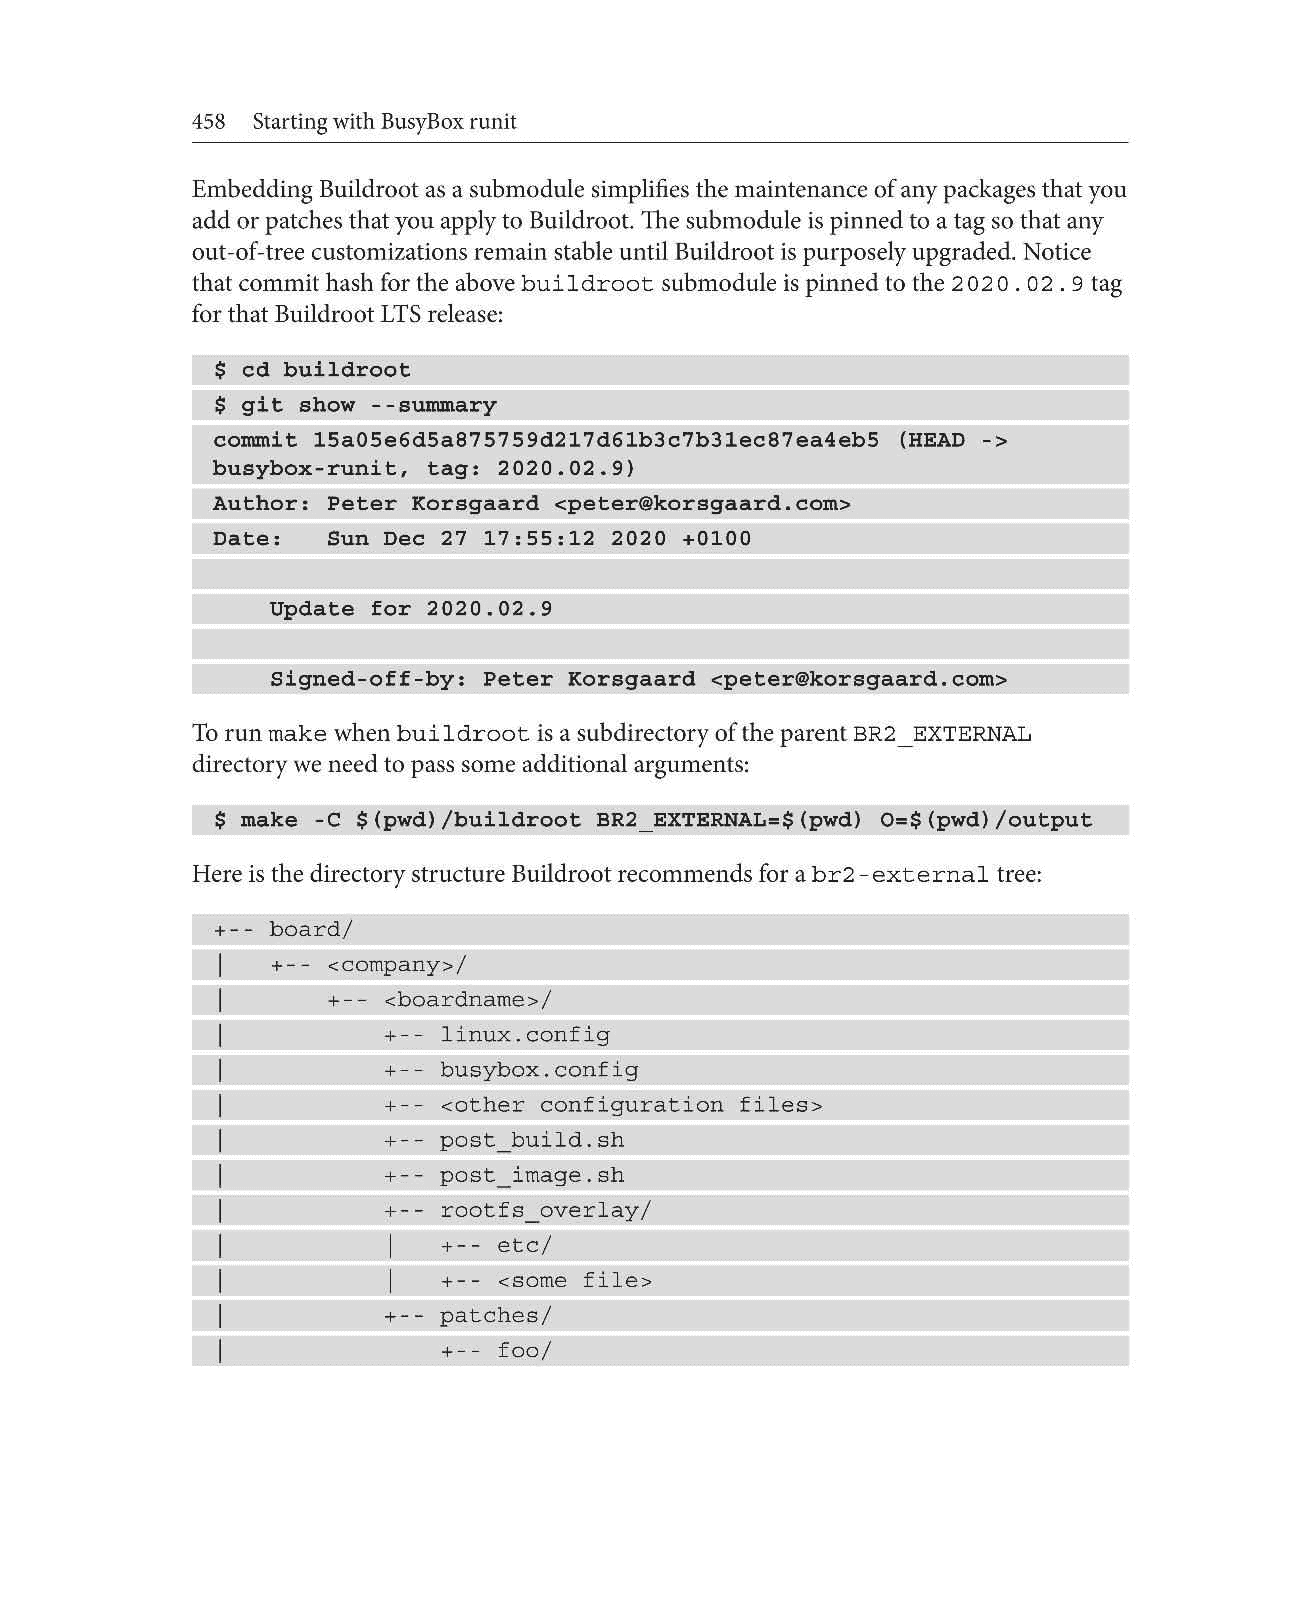 458 Starting with BusyBox runit
Embedding Buildroot as a submodule simplifies the maintenance of any packages that you
add or patches that you apply to Buildroot. The submodule is pinned to a tag so that any
out-of-tree customizations remain stable until Buildroot is purposely upgraded. Notice
that commit hash for the above buildroot submodule is pinned to the 2020.02.9 tag
for that Buildroot LTS release:
$ cd buildroot
$ git show --summary
commit 15a05e6d5a875759d217d61b3c7b31ec87ea4eb5 (HEAD ->
busybox-runit, tag: 2020.02.9)
Author: Peter Korsgaard <peter@korsgaard.com>
Date:   Sun Dec 27 17:55:12 2020 +0100
    Update for 2020.02.9
    Signed-off-by: Peter Korsgaard <peter@korsgaard.com>
To run make when buildroot is a subdirectory of the parent BR2_EXTERNAL
directory we need to pass some additional arguments:
$ make -C $(pwd)/buildroot BR2_EXTERNAL=$(pwd) O=$(pwd)/output
Here is the directory structure Buildroot recommends for a br2-external tree:
+-- board/
|   +-- <company>/
|       +-- <boardname>/
|           +-- linux.config
|           +-- busybox.config
|           +-- <other configuration files>
|           +-- post_build.sh
|           +-- post_image.sh
|           +-- rootfs_overlay/
|           |   +-- etc/
|           |   +-- <some file>
|           +-- patches/
|               +-- foo/